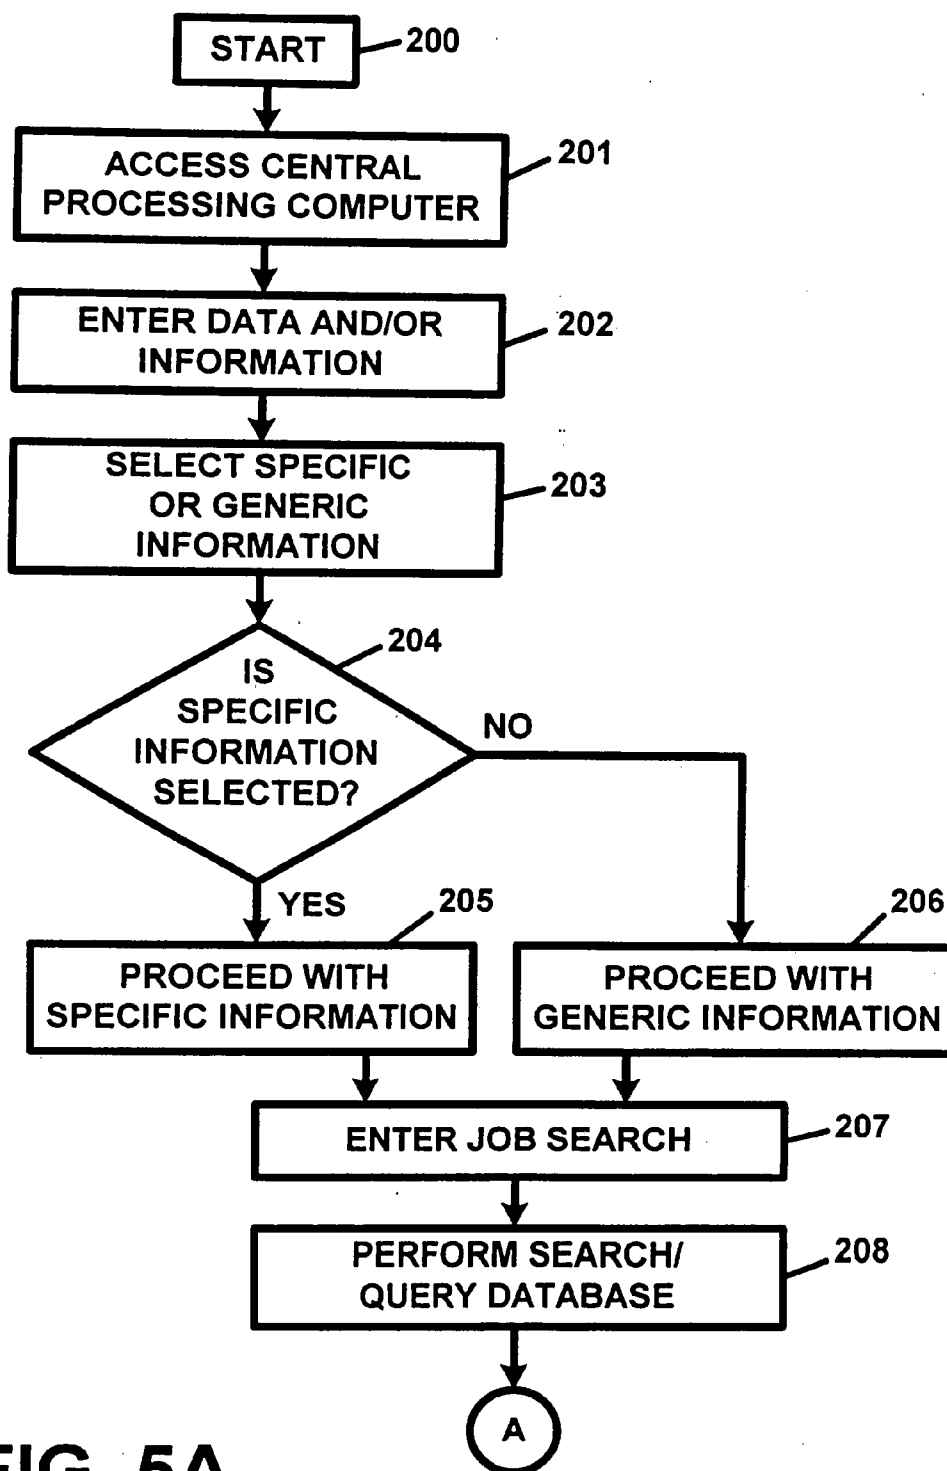 START
200
ACCESS CENTRAL
PROCESSING COMPUTER
201
ENTER DATA AND/OR
INFORMATION
202
SELECT SPECIFIC
OR GENERIC
INFORMATION
203
IS
SPECIFIC
INFORMATION
SELECTED?
204
NO
YES
205
PROCEED WITH
SPECIFIC INFORMATION
206
PROCEED WITH
GENERIC INFORMATION
ENTER JOB SEARCH
207
PERFORM SEARCH/
QUERY DATABASE
208
A
FIG. 5A